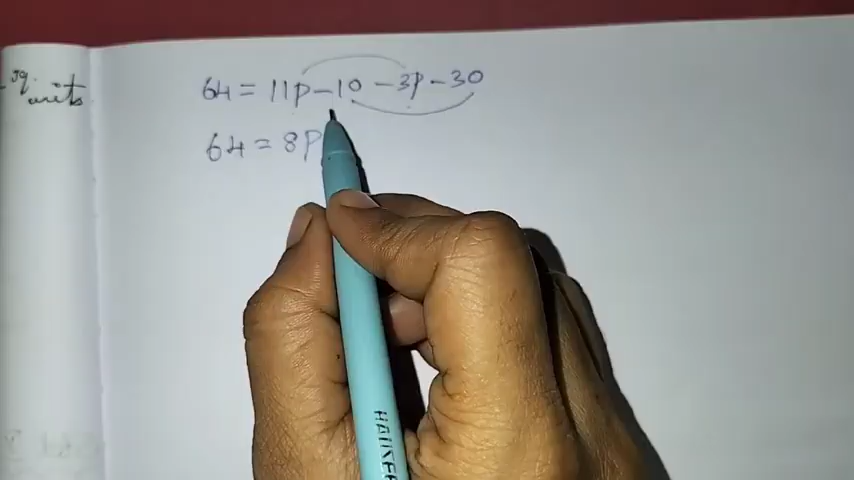 sq.
units
64 = 11p - 10 - 3p - 30
64 = 8p
HAUSER